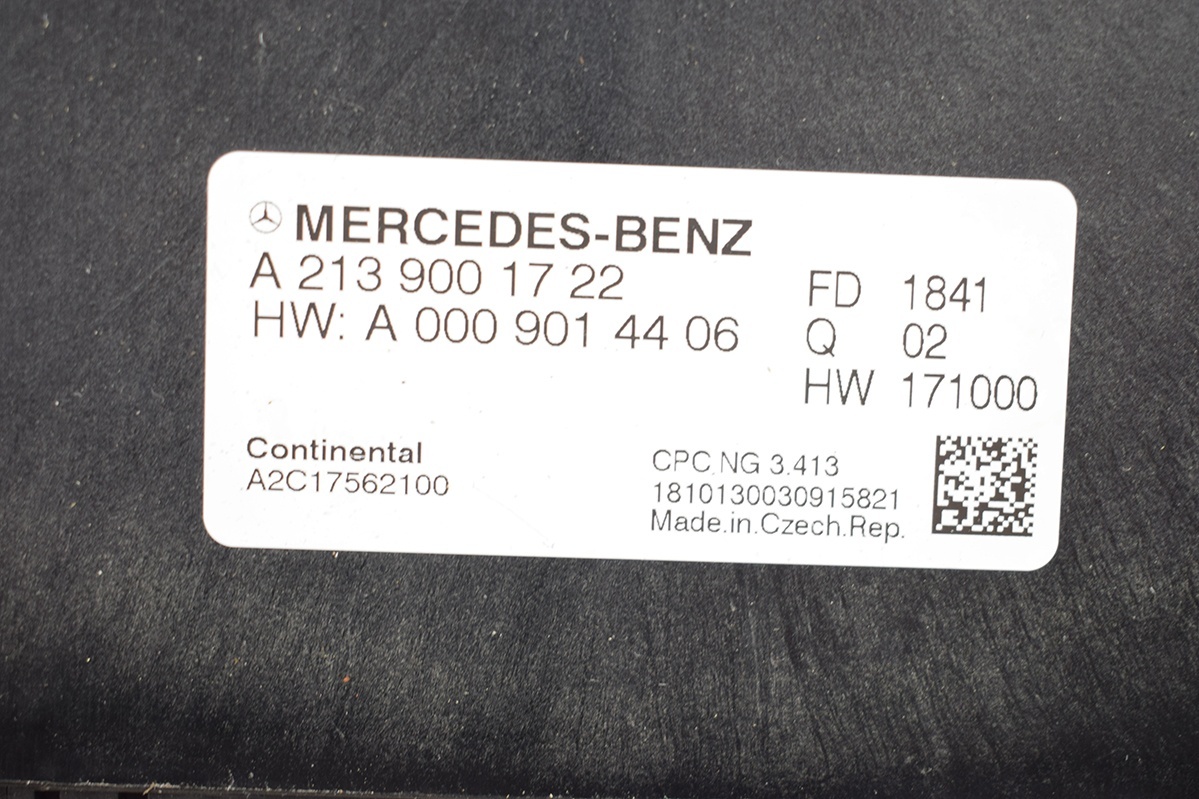 MERCEDES-BENZ
A 213 900 17 22
HW: A 000 901 44 06
FD 1841
Q 02
HW 171000
Continental
A2C17562100
CPC.NG 3.413
1810130030915821
Made.in.Czech.Rep.